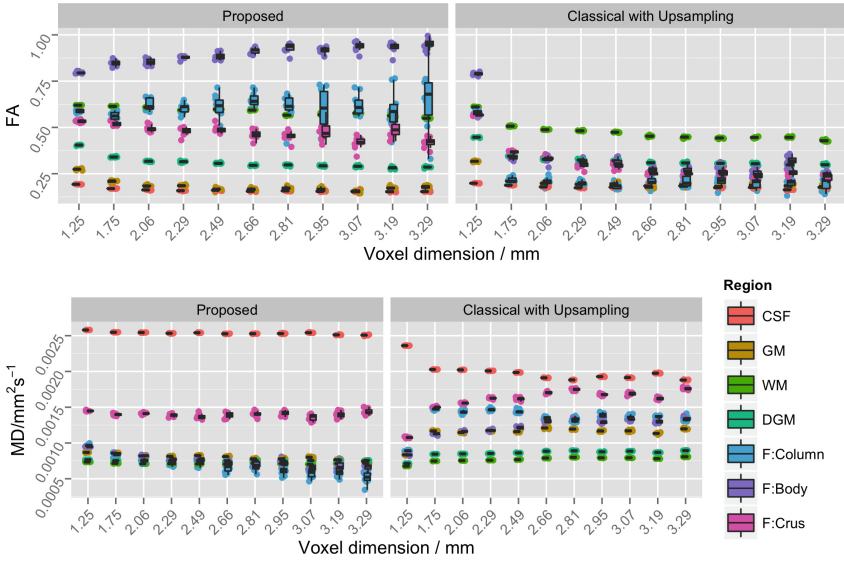 Proposed
Classical with Upsampling
FA
1.00
0.75
0.50
0.25
1.25 1.75 2.06 2.29 2.49 2.66 2.81 2.95 3.07 3.19 3.29
1.25 1.75 2.06 2.29 2.49 2.66 2.81 2.95 3.07 3.19 3.29
Voxel dimension / mm
Proposed
Classical with Upsampling
MD/mm²s⁻¹
0.0025
0.0020
0.0015
0.0010
0.0005
1.25 1.75 2.06 2.29 2.49 2.66 2.81 2.95 3.07 3.19 3.29
1.25 1.75 2.06 2.29 2.49 2.66 2.81 2.95 3.07 3.19 3.29
Voxel dimension / mm
Region
CSF
GM
WM
DGM
F:Column
F:Body
F:Crus